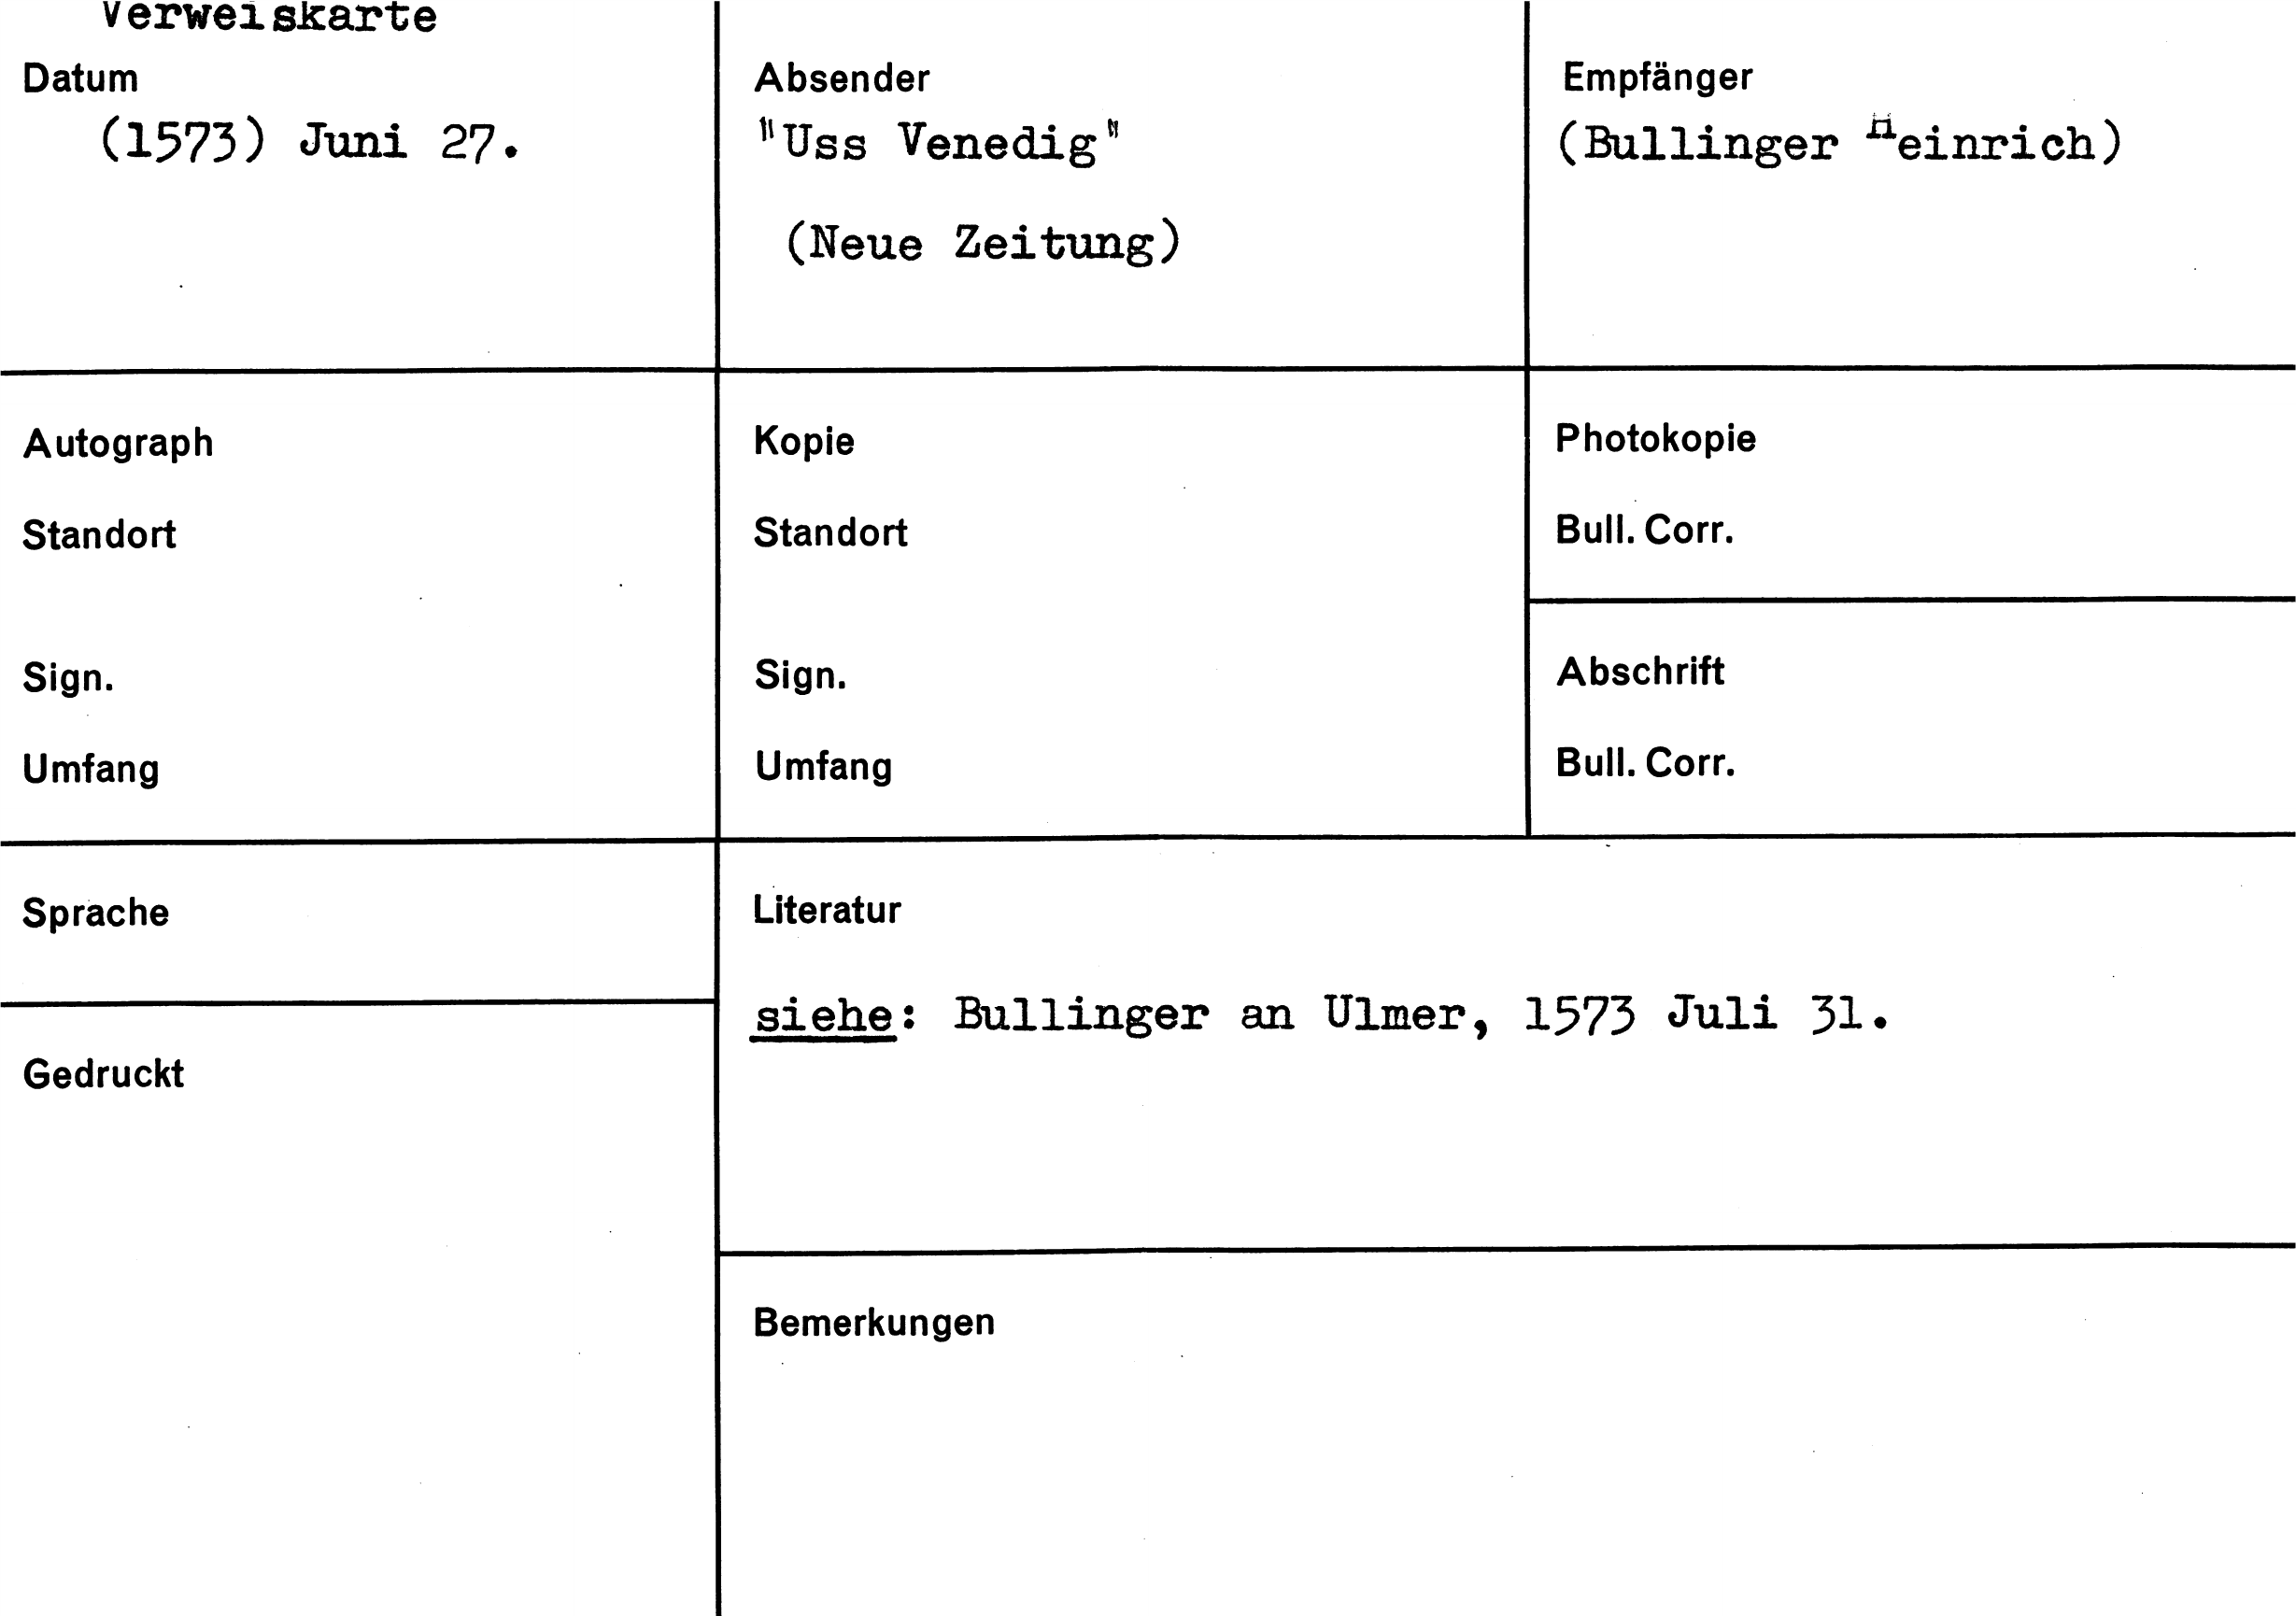 Verweiskarte
Datum
(1573) Juni 27.
Absender
"Uss Venedig"
(Neue Zeitung)
Empfänger
(Bullinger Heinrich)
Autograph
Standort
Sign.
Umfang
Kopie
Standort
Sign.
Umfang
Photokopie
Bull. Corr.
Abschrift
Bull. Corr.
Sprache
Gedruckt
Literatur
siehe: Bullinger an Ulmer, 1573 Juli 31.
Bemerkungen